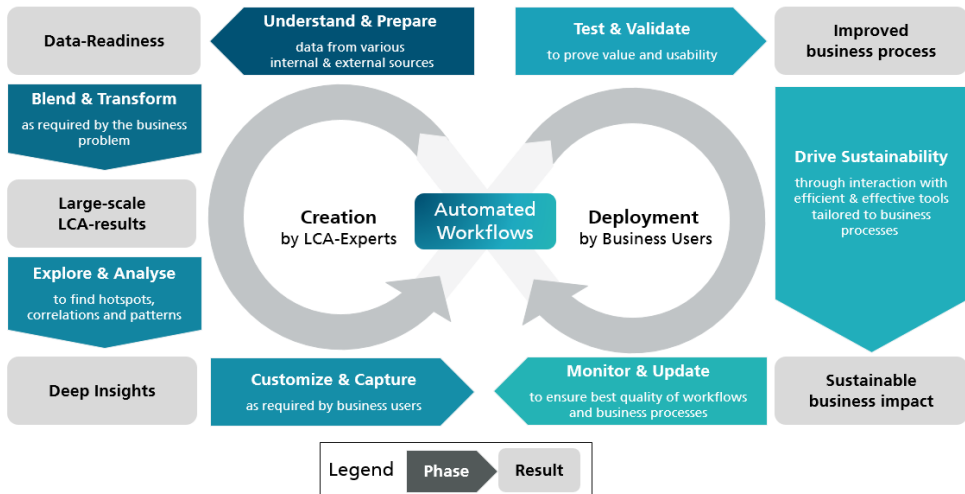 Data-Readiness
Understand & Prepare
data from various
internal & external sources
Test & Validate
to prove value and usability
Improved
business process
Blend & Transform
as required by the business
problem
Large-scale
LCA-results
Explore & Analyse
to find hotspots,
correlations and patterns
Deep Insights
Creation
by LCA-Experts
Automated
Workflows
Deployment
by Business Users
Drive Sustainability
through interaction with
efficient & effective tools
tailored to business
processes
Customize & Capture
as required by business users
Monitor & Update
to ensure best quality of workflows
and business processes
Sustainable
business impact
Legend
Phase
Result